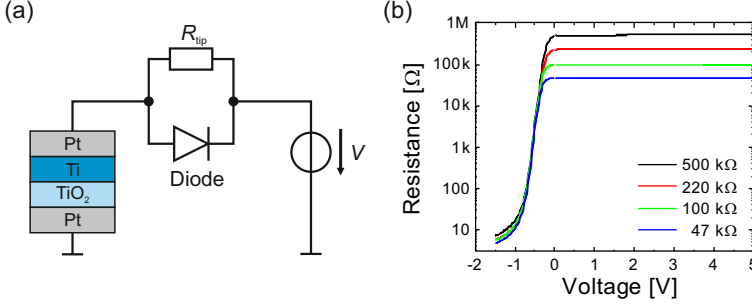 (a)
R_tip
Diode
V
Pt
Ti
TiO₂
Pt
(b)
Resistance [Ω]
1M
100k
10k
1k
100
10
500 kΩ
220 kΩ
100 kΩ
47 kΩ
-2 -1 0 1 2 3 4 5
Voltage [V]